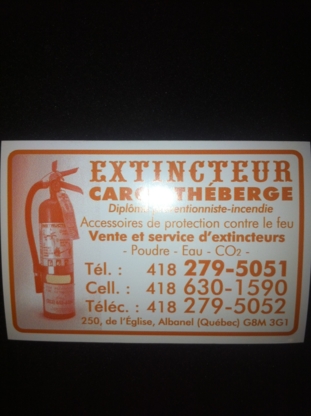 EXTINCTEUR
THÉBERGE
Accessoires de protection contre le feu
Vente et service d'extincteurs
- Poudre - Eau - CO2 -
Tél. : 418 279-5051
Cell. : 418 630-1590
Téléc. : 418 279-5052
250, de l'Église, Albanel (Québec) G8M 3G1